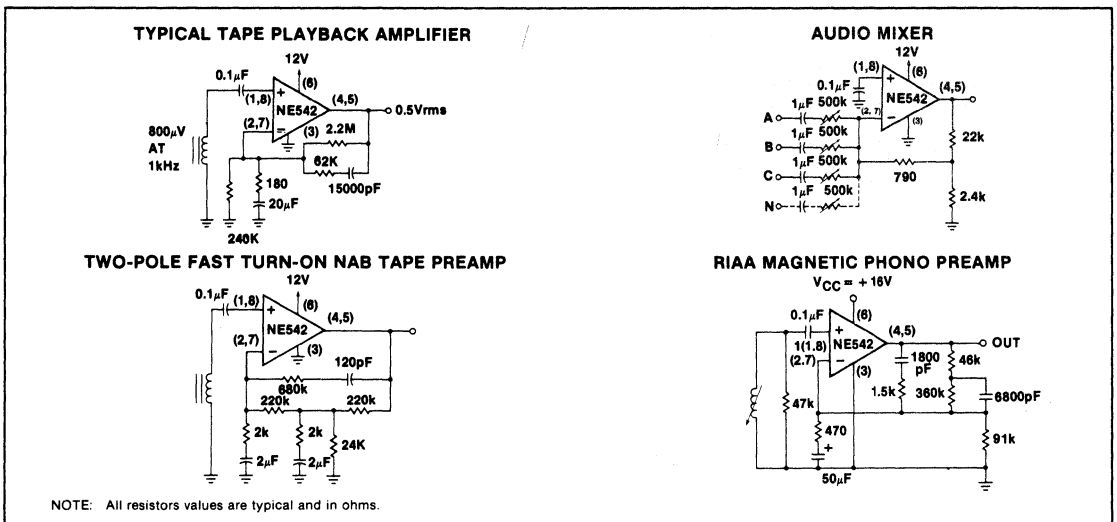 TYPICAL TAPE PLAYBACK AMPLIFIER
12V
0.1µF
(6)
(1,8)
+
NE542
(4,5)
0.5Vrms
(2,7)
−
(3)
2.2M
800µV
AT
1kHz
62K
15000pF
180
20µF
240K
AUDIO MIXER
12V
(1,8)
(6)
0.1µF
+
NE542
(4,5)
1µF 500k
A
(2, 7)
−
(3)
1µF 500k
B
22k
1µF 500k
C
790
1µF 500k
N
2.4k
TWO-POLE FAST TURN-ON NAB TAPE PREAMP
12V
0.1µF
(1,8)
(6)
+
NE542
(4,5)
(2,7)
−
(3)
120pF
680k
220k
220k
2k
2k
24K
2µF
2µF
RIAA MAGNETIC PHONO PREAMP
VCC = + 16V
0.1µF
(6)
+
1(1.8)
NE542
(4,5)
OUT
(2.7)
−
(3)
1800
pF
46k
47k
1.5k
360k
6800pF
470
+
91k
50µF
NOTE: All resistors values are typical and in ohms.